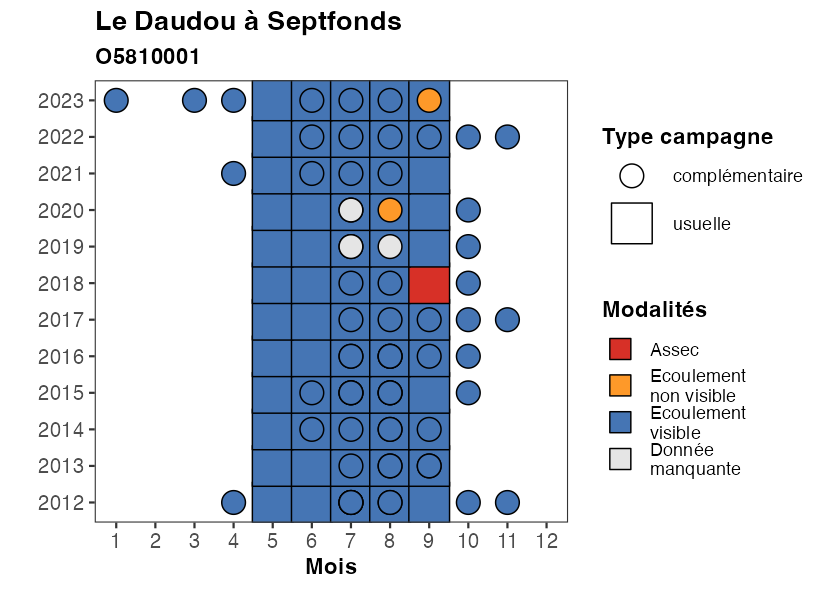 Le Daudou à Septfonds
O5810001
2023
2022
2021
2020
2019
2018
2017
2016
2015
2014
2013
2012
1 2 3 4 5 6 7 8 9 10 11 12
Mois
Type campagne
complémentaire
usuelle
Modalités
Assec
Ecoulement
non visible
Ecoulement
visible
Donnée
manquante